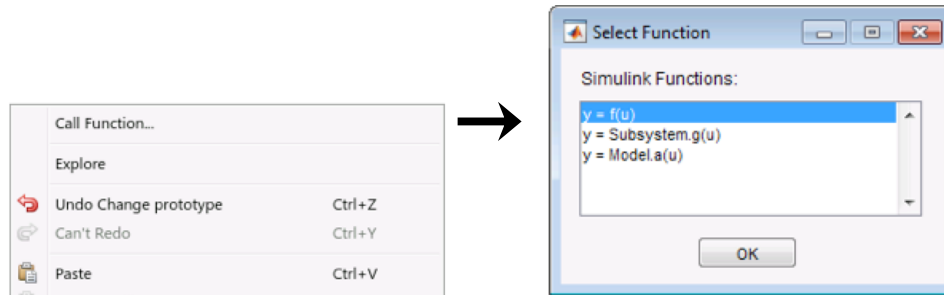 Call Function...
Explore
Undo Change prototype Ctrl+Z
Can't Redo Ctrl+Y
Paste Ctrl+V
Select Function
Simulink Functions:
y = f(u)
y = Subsystem.g(u)
y = Model.a(u)
OK